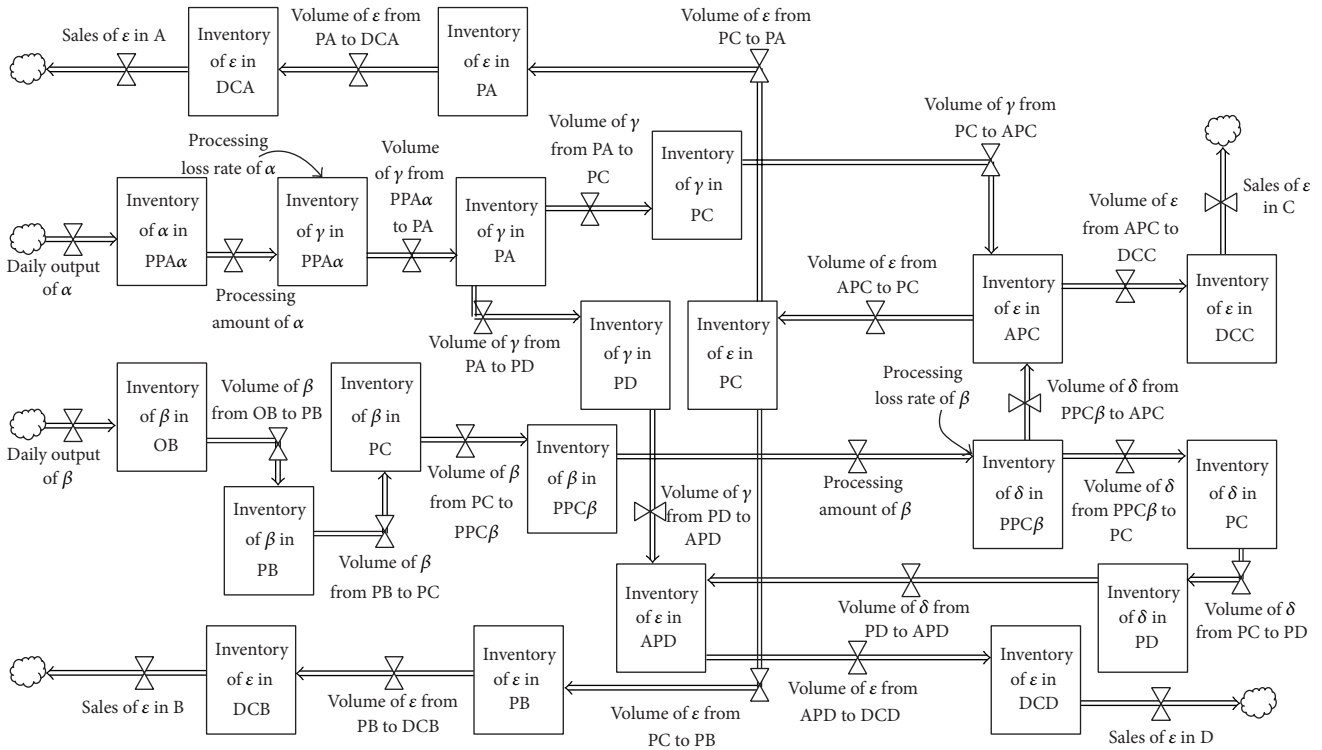 Sales of ε in A
Inventory
of ε in
DCA
Volume of ε from
PA to DCA
Inventory
of ε in
PA
Volume of ε from
PC to PA
Processing
loss rate of α
Volume
of γ from
PPAα
to PA
Volume of γ
from PA to
PC
Inventory
of γ in
PC
Volume of γ from
PC to APC
Sales of ε
in C
Daily output
of α
Inventory
of α in
PPAα
Processing
amount of α
Inventory
of γ in
PPAα
Inventory
of γ in
PA
Volume of ε
from APC to
DCC
Volume of γ from
PA to PD
Inventory
of γ in
PD
Inventory
of ε in
PC
Volume of ε from
APC to PC
Inventory
of ε in
APC
Inventory
of ε in
DCC
Daily output
of β
Inventory
of β in
OB
Volume of β
from OB to PB
Inventory
of β in
PB
Inventory
of β in
PC
Volume of β
from PB to PC
Volume of β
from PC to
PPCβ
Inventory
of β in
PPCβ
Processing
loss rate of β
Volume of δ from
PPCβ to APC
Processing
amount of β
Inventory
of δ in
PPCβ
Volume of δ
from PPCβ to
PC
Inventory
of δ in
PC
Volume of γ
from PD to
APD
Inventory
of ε in
APD
Volume of δ from
PD to APD
Inventory
of δ in
PD
Volume of δ
from PC to PD
Sales of ε in B
Inventory
of ε in
DCB
Volume of ε from
PB to DCB
Inventory
of ε in
PB
Volume of ε from
PC to PB
Volume of ε from
APD to DCD
Inventory
of ε in
DCD
Sales of ε in D